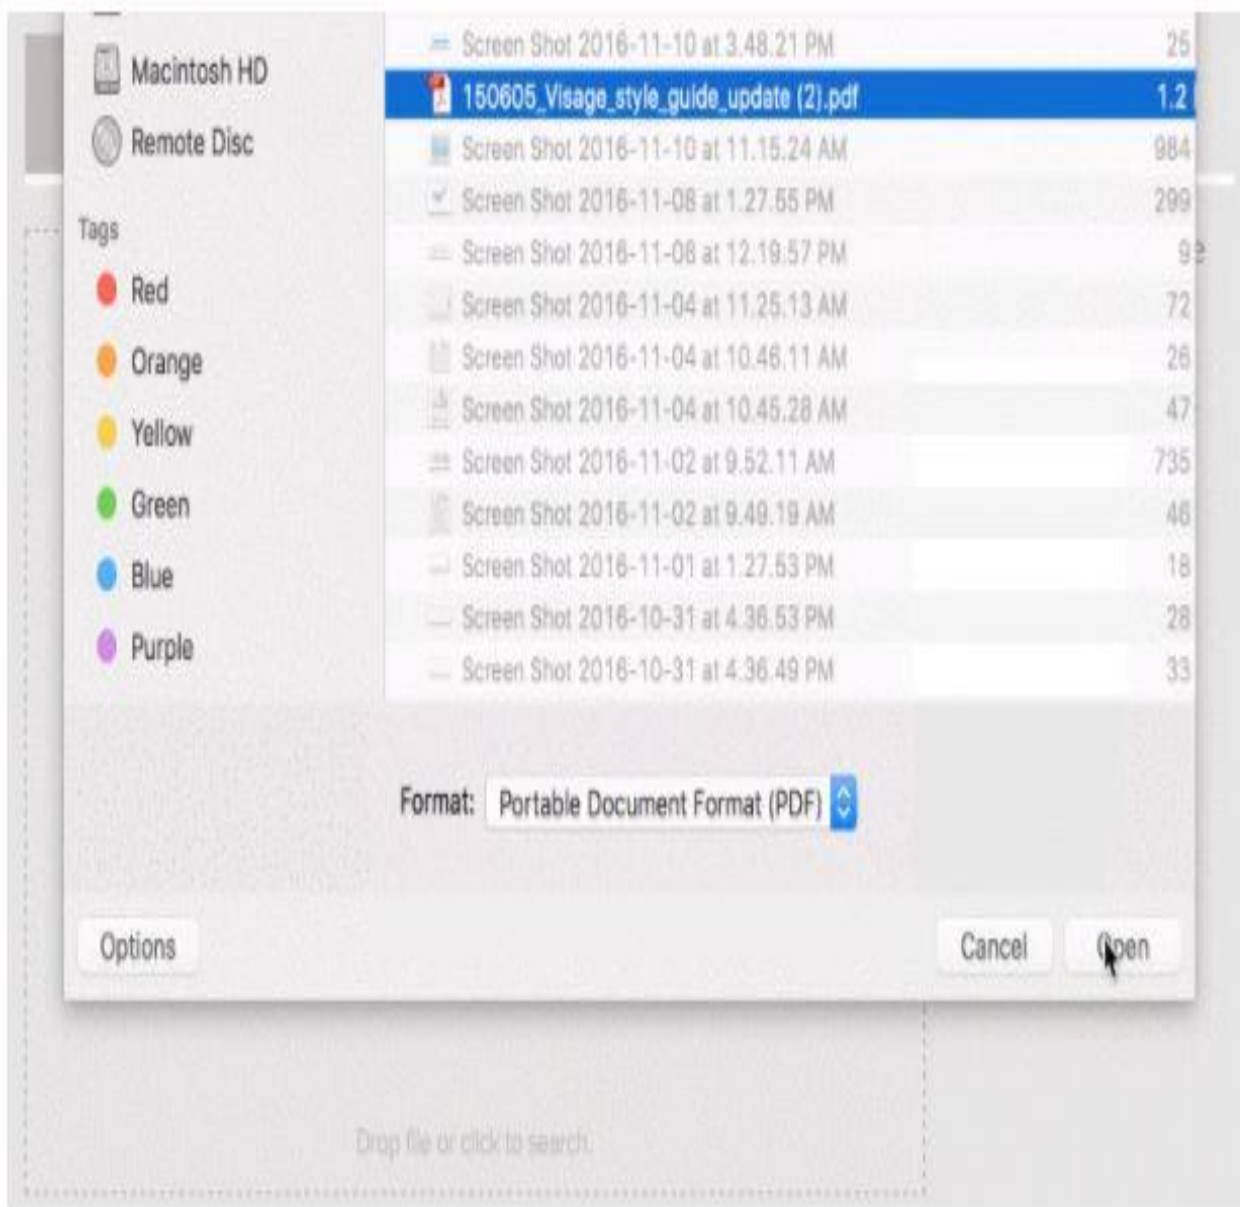 Macintosh HD
Remote Disc
Tags
Red
Orange
Yellow
Green
Blue
Purple
Screen Shot 2016-11-10 at 3.48.21 PM 25
150605_Visage_style_guide_update (2).pdf 1.2
Screen Shot 2016-11-10 at 11.15.24 AM 984
Screen Shot 2016-11-08 at 1.27.55 PM 299
Screen Shot 2016-11-08 at 12.19.57 PM 9
Screen Shot 2016-11-04 at 11.25.13 AM 72
Screen Shot 2016-11-04 at 10.46.11 AM 26
Screen Shot 2016-11-04 at 10.45.28 AM 47
Screen Shot 2016-11-02 at 9.52.11 AM 735
Screen Shot 2016-11-02 at 9.49.19 AM 46
Screen Shot 2016-11-01 at 1.27.53 PM 18
Screen Shot 2016-10-31 at 4.36.53 PM 28
Screen Shot 2016-10-31 at 4.36.49 PM 33
Format: Portable Document Format (PDF)
Options Cancel Open
Drop file or click to search.